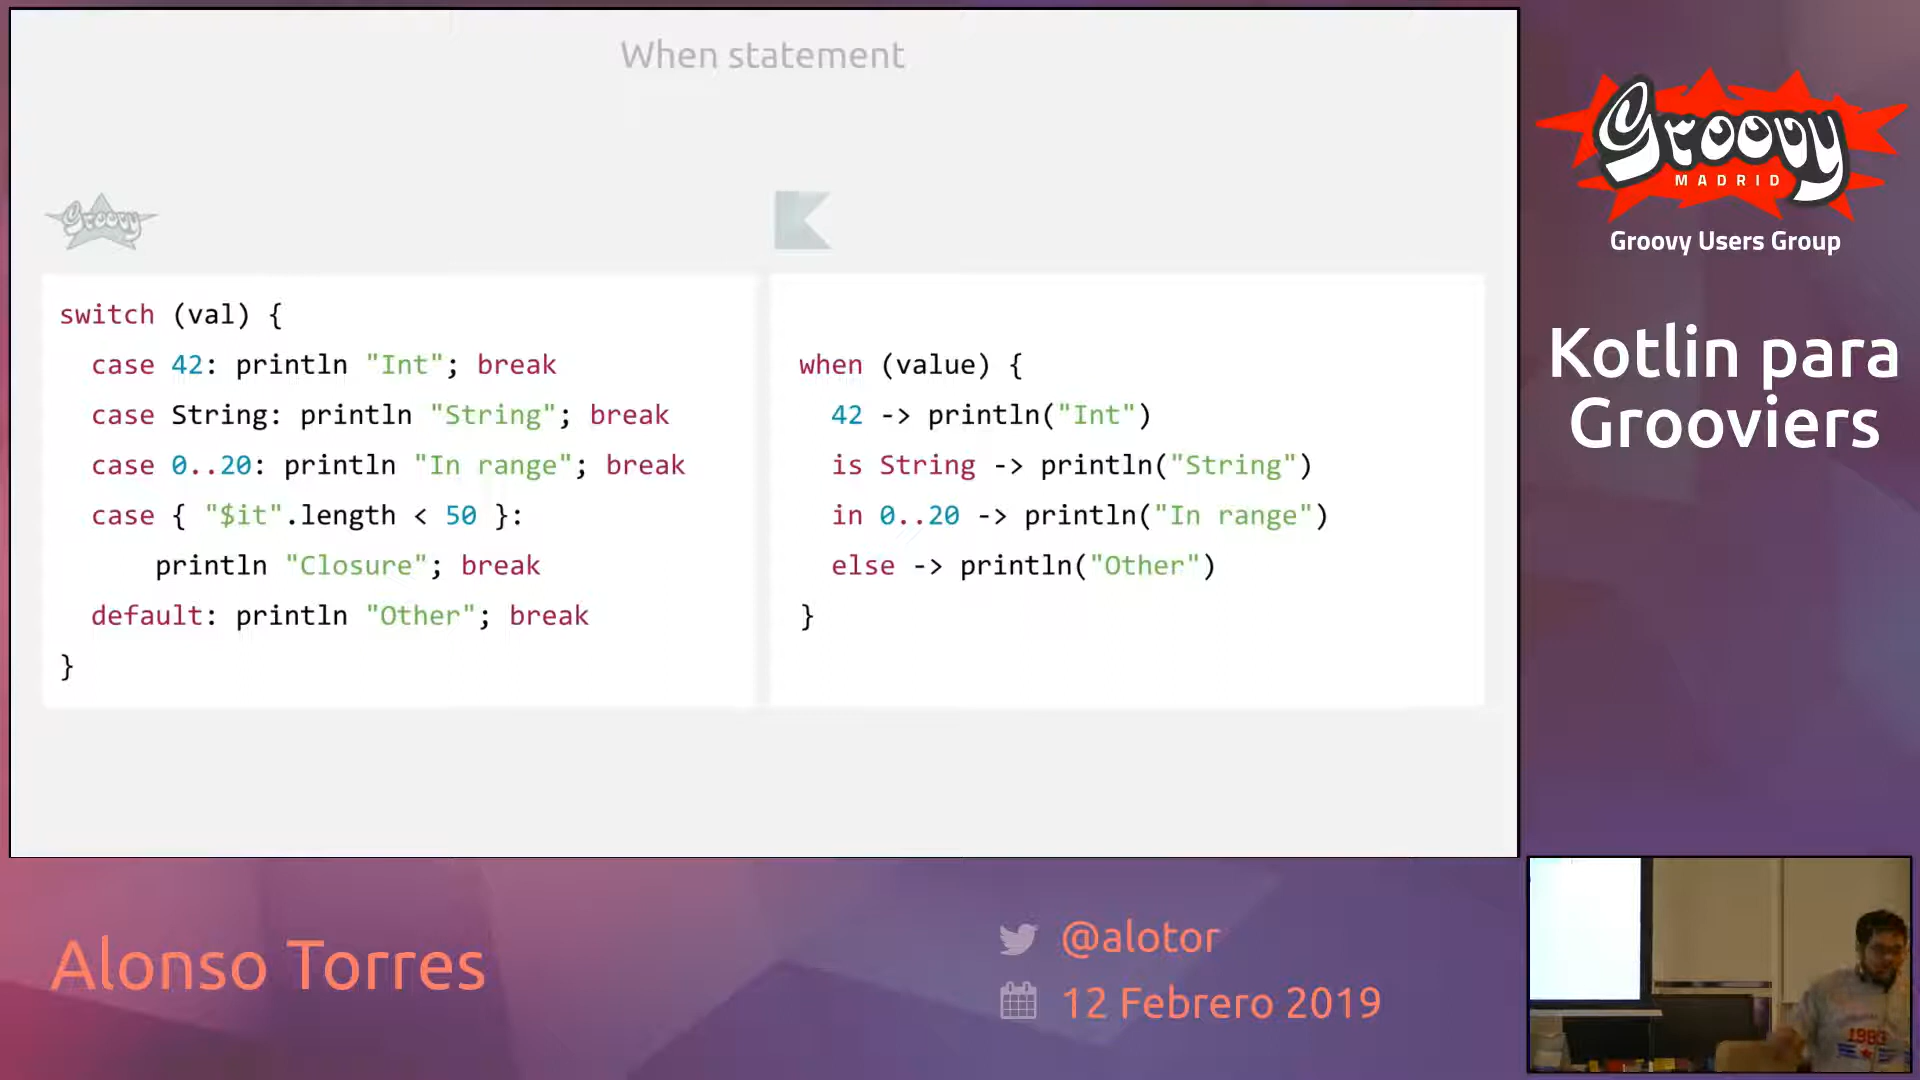 When statement
Groovy
switch (val) {
case 42: println "Int"; break
case String: println "String"; break
case 0..20: println "In range"; break
case { "$it".length < 50 }:
println "Closure"; break
default: println "Other"; break
}
when (value) {
42 -> println("Int")
is String -> println("String")
in 0..20 -> println("In range")
else -> println("Other")
}
Groovy
MADRID
Groovy Users Group
Kotlin para
Grooviers
Alonso Torres
@alotor
12 Febrero 2019
1983